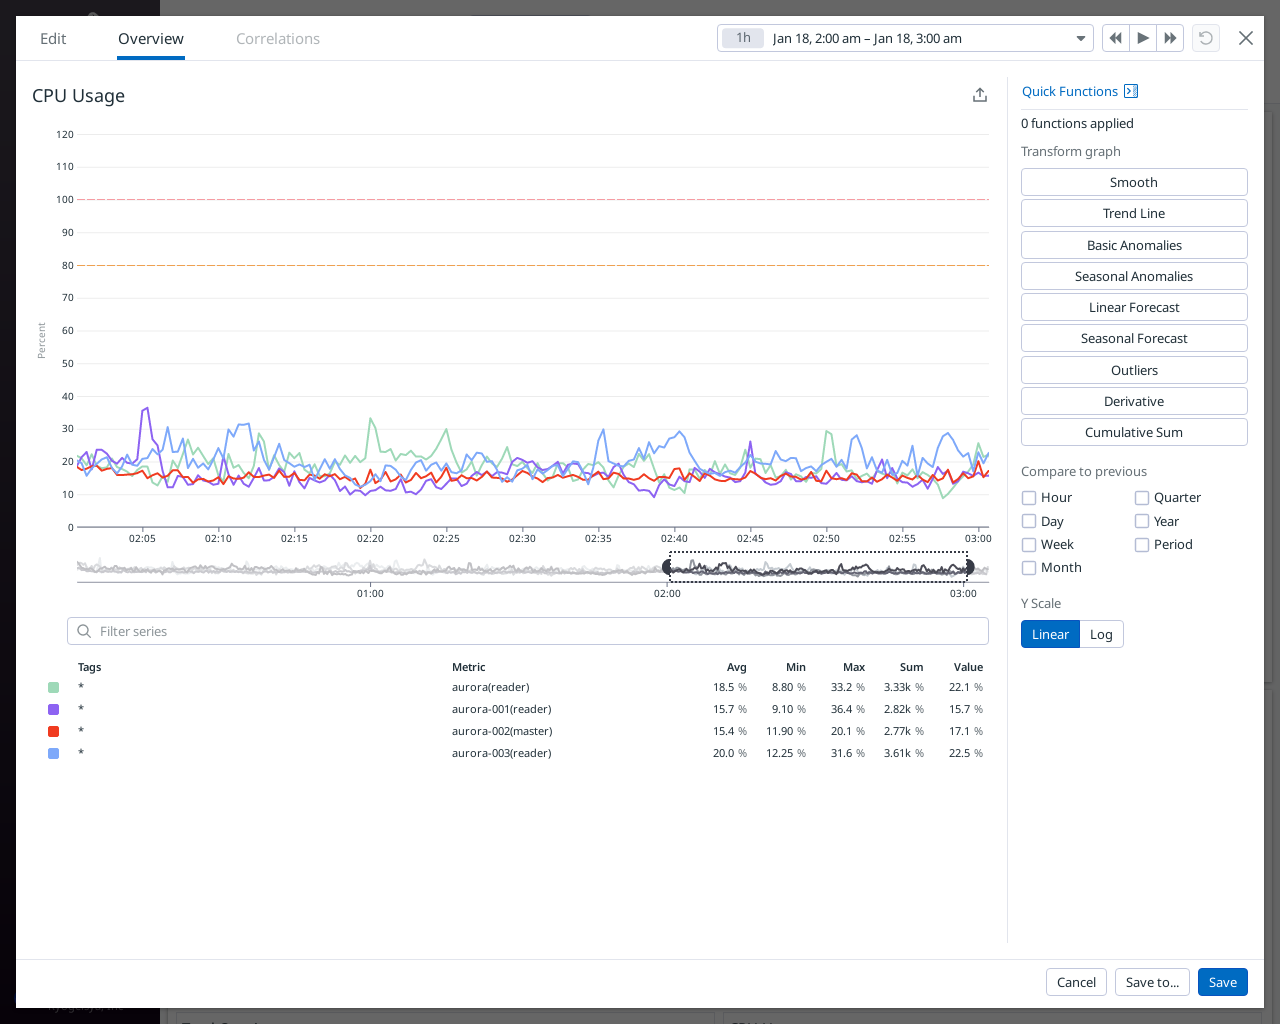 Edit Overview Correlations 1h Jan 18, 2:00 am – Jan 18, 3:00 am
CPU Usage
Percent
120
110
100
90
80
70
60
50
40
30
20
10
0
02:05 02:10 02:15 02:20 02:25 02:30 02:35 02:40 02:45 02:50 02:55 03:00
01:00 02:00 03:00
Filter series
Tags Metric Avg Min Max Sum Value
* aurora(reader) 18.5 % 8.80 % 33.2 % 3.33k % 22.1 %
* aurora-001(reader) 15.7 % 9.10 % 36.4 % 2.82k % 15.7 %
* aurora-002(master) 15.4 % 11.90 % 20.1 % 2.77k % 17.1 %
* aurora-003(reader) 20.0 % 12.25 % 31.6 % 3.61k % 22.5 %
Quick Functions
0 functions applied
Transform graph
Smooth
Trend Line
Basic Anomalies
Seasonal Anomalies
Linear Forecast
Seasonal Forecast
Outliers
Derivative
Cumulative Sum
Compare to previous
Hour Quarter
Day Year
Week Period
Month
Y Scale
Linear Log
Cancel Save to... Save